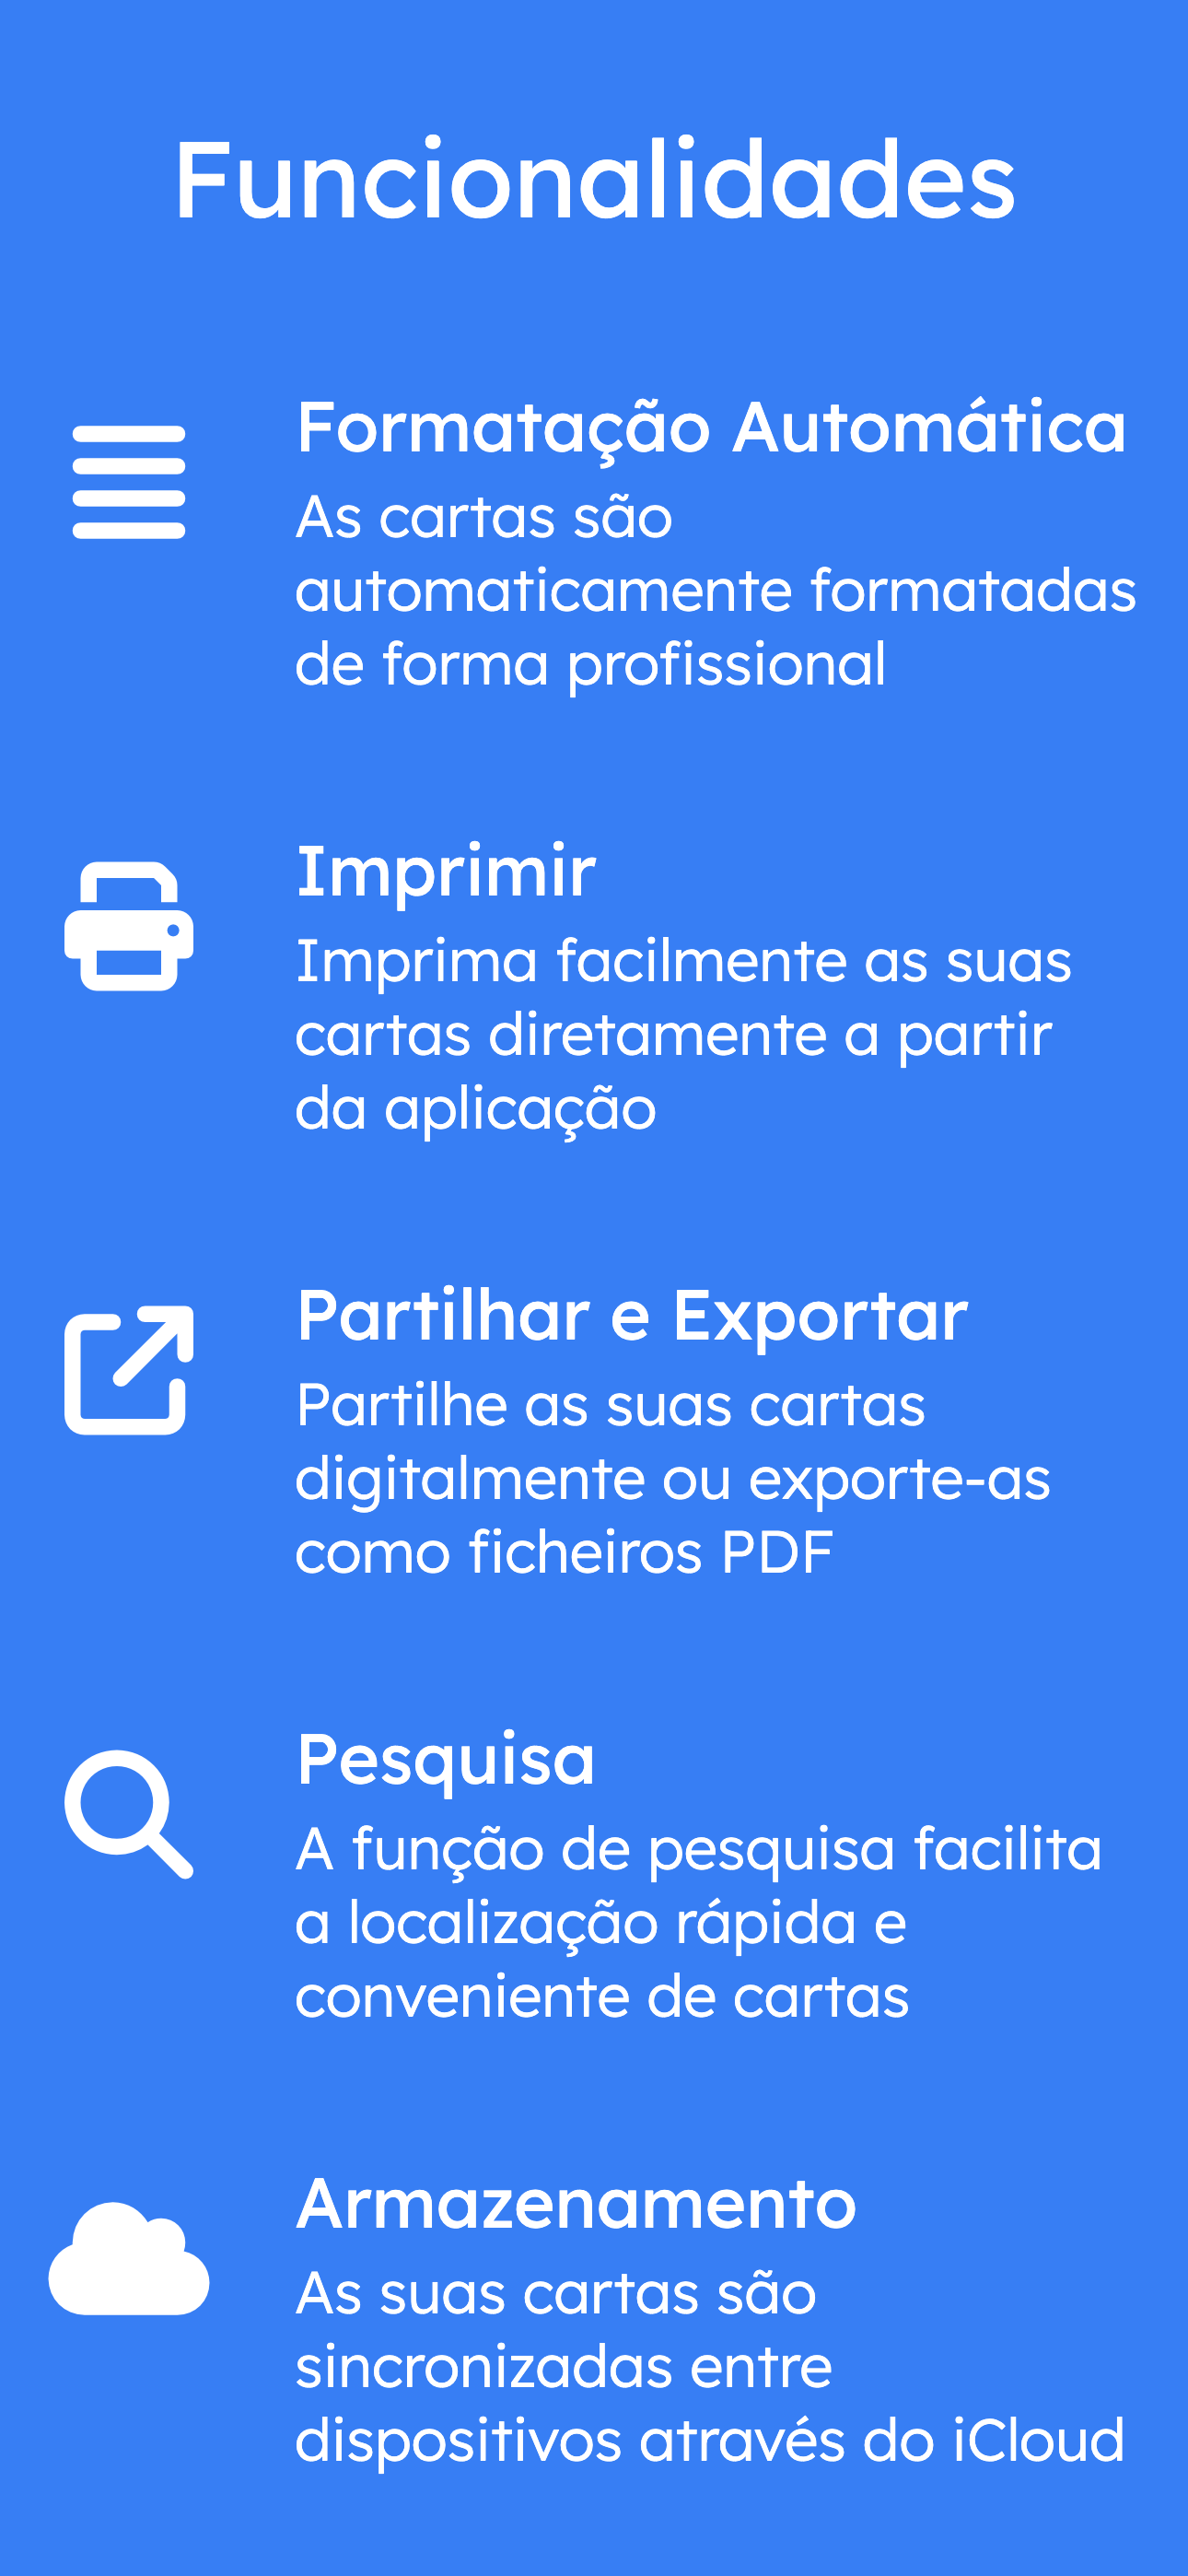 Funcionalidades
Formatação Automática
As cartas são
automaticamente formatadas
de forma profissional
Imprimir
Imprima facilmente as suas
cartas diretamente a partir
da aplicação
Partilhar e Exportar
Partilhe as suas cartas
digitalmente ou exporte-as
como ficheiros PDF
Pesquisa
A função de pesquisa facilita
a localização rápida e
conveniente de cartas
Armazenamento
As suas cartas são
sincronizadas entre
dispositivos através do iCloud